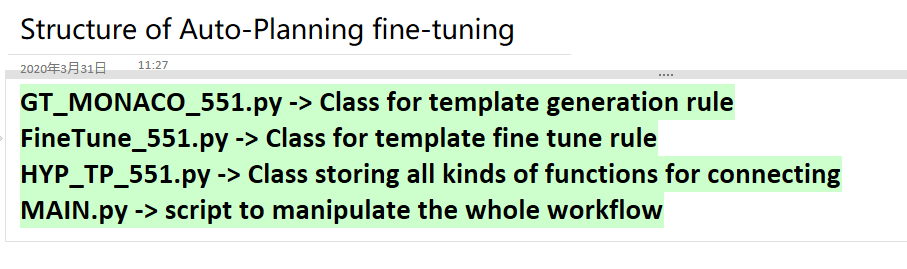 Structure of Auto-Planning fine-tuning
2020年3月31日 11:27
GT_MONACO_551.py -> Class for template generation rule
FineTune_551.py -> Class for template fine tune rule
HYP_TP_551.py -> Class storing all kinds of functions for connecting
MAIN.py -> script to manipulate the whole workflow